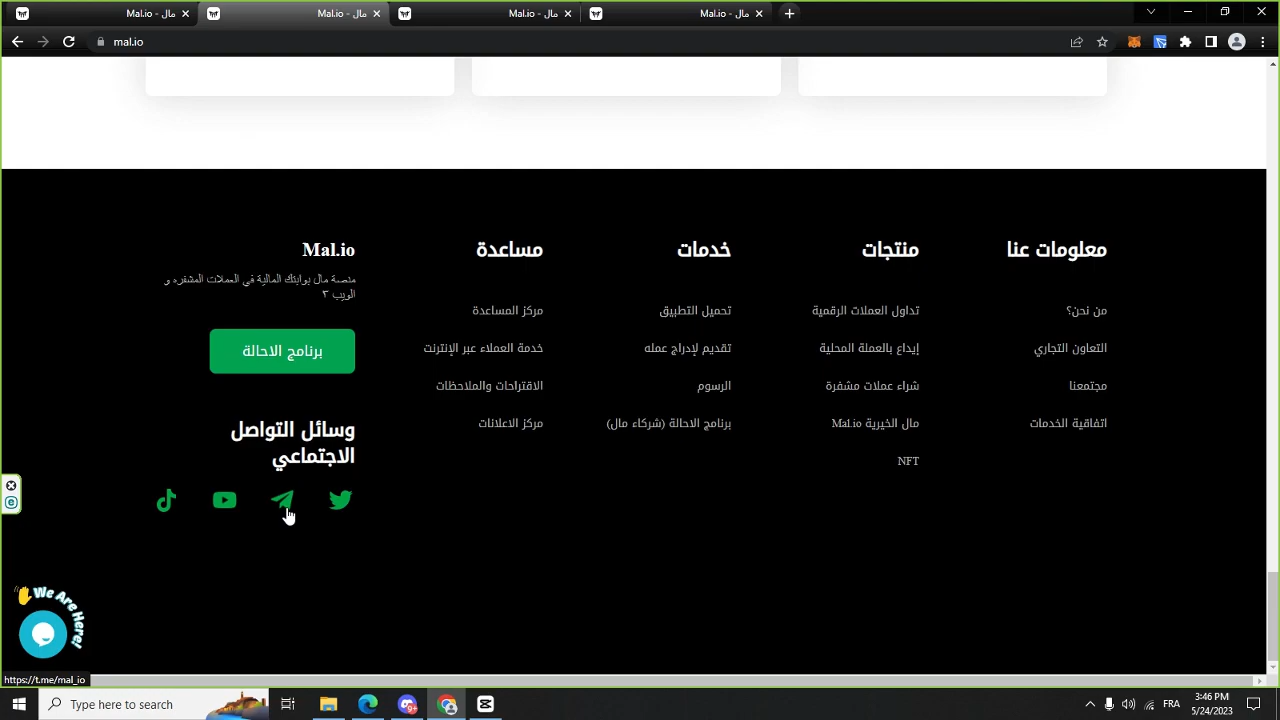 Mal.io - مال
Mal.io - مال
Mal.io - مال
Mal.io - مال
mal.io
معلومات عنا
من نحن؟
التعاون التجاري
مجتمعنا
اتفاقية الخدمات
منتجات
تداول العملات الرقمية
إيداع بالعملة المحلية
شراء عملات مشفرة
مال الخيرية Mal.io
NFT
خدمات
تحميل التطبيق
تقديم لإدراج عمله
الرسوم
برنامج الاحالة (شركاء مال)
مساعدة
مركز المساعدة
خدمة العملاء عبر الإنترنت
الاقتراحات والملاحظات
مركز الاعلانات
Mal.io
منصة مال بوابتك المالية في العملات المشفره و
الويب ٣
برنامج الاحالة
وسائل التواصل
الاجتماعي
We Are Here!
https://t.me/mal_io
Type here to search
FRA
3:46 PM
5/24/2023